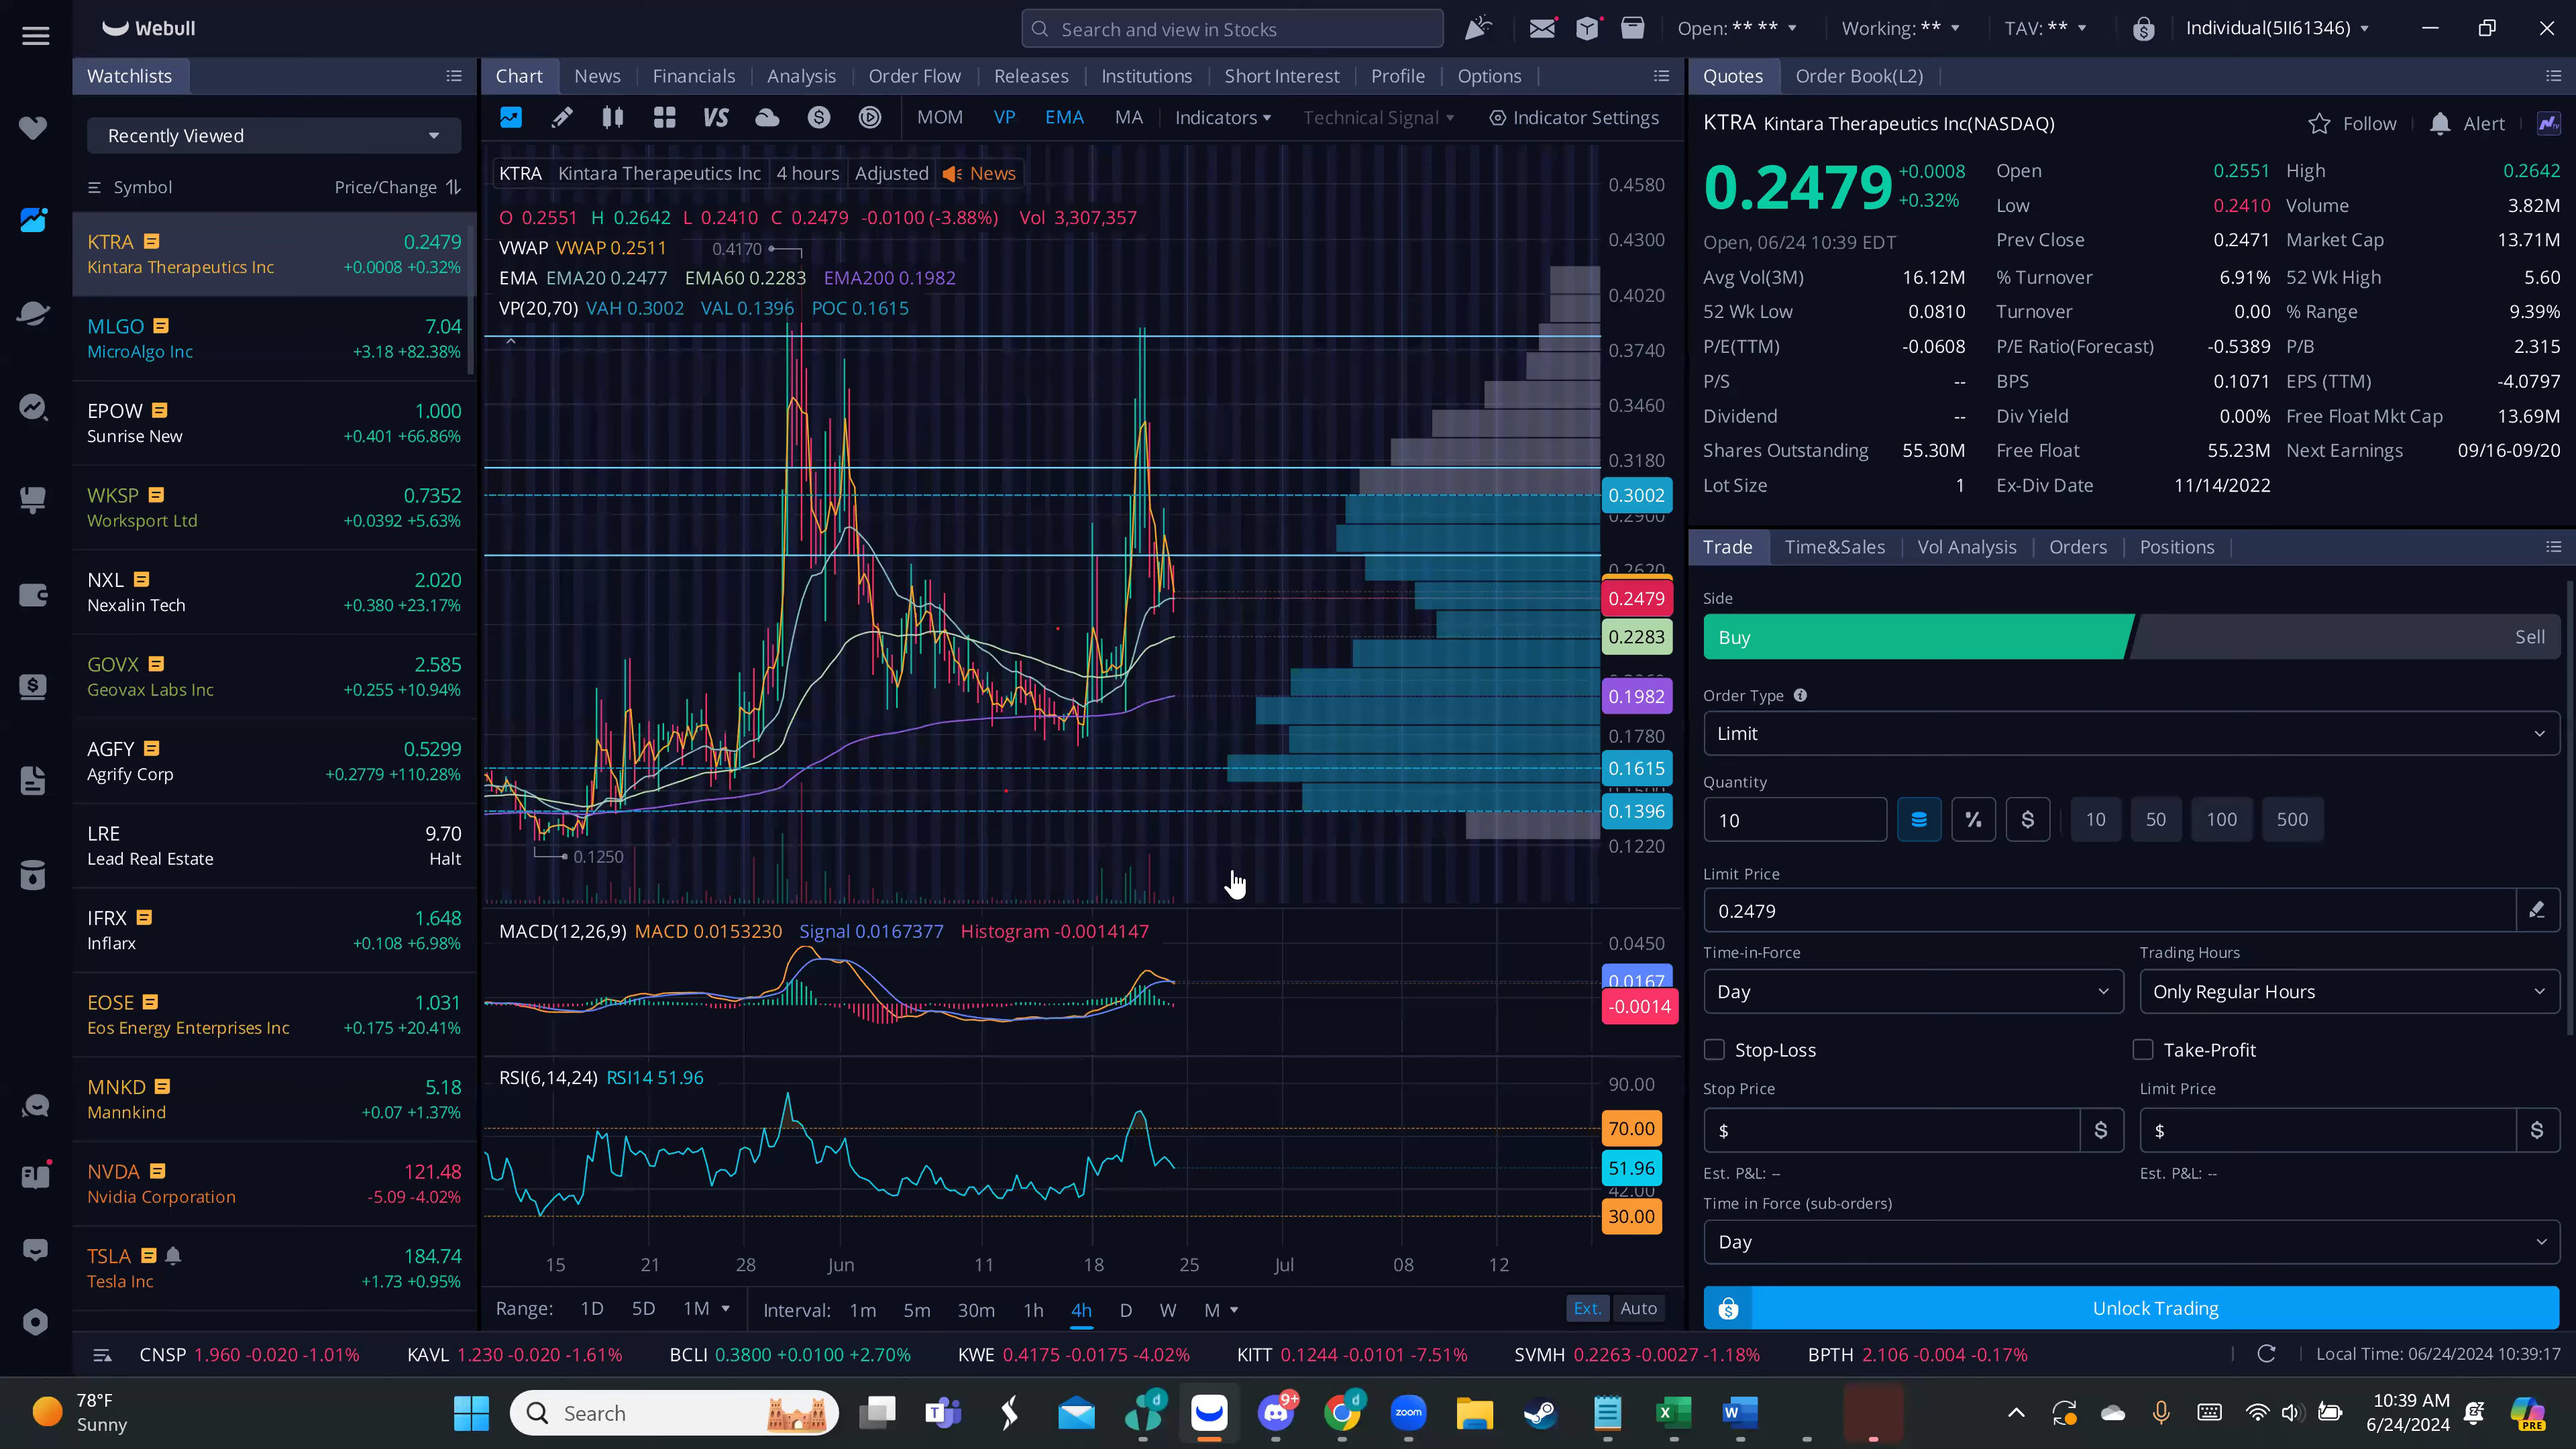 Webull
Search and view in Stocks
Open: ** ** Working: ** TAV: ** Individual(5II61346)
Watchlists
Recently Viewed
Symbol Price/Change
KTRA 0.2479
Kintara Therapeutics Inc +0.0008 +0.32%
MLGO 7.04
MicroAlgo Inc +3.18 +82.38%
EPOW 1.000
Sunrise New +0.401 +66.86%
WKSP 0.7352
Worksport Ltd +0.0392 +5.63%
NXL 2.020
Nexalin Tech +0.380 +23.17%
GOVX 2.585
Geovax Labs Inc +0.255 +10.94%
AGFY 0.5299
Agrify Corp +0.2779 +110.28%
LRE 9.70
Lead Real Estate Halt
IFRX 1.648
Inflarx +0.108 +6.98%
EOSE 1.031
Eos Energy Enterprises Inc +0.175 +20.41%
MNKD 5.18
Mannkind +0.07 +1.37%
NVDA 121.48
Nvidia Corporation -5.09 -4.02%
TSLA 184.74
Tesla Inc +1.73 +0.95%
Chart News Financials Analysis Order Flow Releases Institutions Short Interest Profile Options
VS MOM VP EMA MA Indicators Technical Signal Indicator Settings
KTRA Kintara Therapeutics Inc 4 hours Adjusted News
O 0.2551 H 0.2642 L 0.2410 C 0.2479 -0.0100 (-3.88%) Vol 3,307,357
VWAP VWAP 0.2511 0.4170
EMA EMA20 0.2477 EMA60 0.2283 EMA200 0.1982
VP(20,70) VAH 0.3002 VAL 0.1396 POC 0.1615
0.4580
0.4300
0.4020
0.3740
0.3460
0.3180
0.3002
0.2900
0.2620
0.2479
0.2283
0.1982
0.1780
0.1615
0.1396
0.1220
0.1250
MACD(12,26,9) MACD 0.0153230 Signal 0.0167377 Histogram -0.0014147
0.0450
0.0167
-0.0014
RSI(6,14,24) RSI14 51.96
90.00
70.00
51.96
42.00
30.00
15 21 28 Jun 11 18 25 Jul 08 12
Range: 1D 5D 1M Interval: 1m 5m 30m 1h 4h D W M Ext. Auto
Quotes Order Book(L2)
KTRA Kintara Therapeutics Inc(NASDAQ) Follow Alert
0.2479 +0.0008
+0.32%
Open, 06/24 10:39 EDT
Open 0.2551 High 0.2642
Low 0.2410 Volume 3.82M
Prev Close 0.2471 Market Cap 13.71M
Avg Vol(3M) 16.12M % Turnover 6.91% 52 Wk High 5.60
52 Wk Low 0.0810 Turnover 0.00 % Range 9.39%
P/E(TTM) -0.0608 P/E Ratio(Forecast) -0.5389 P/B 2.315
P/S -- BPS 0.1071 EPS (TTM) -4.0797
Dividend -- Div Yield 0.00% Free Float Mkt Cap 13.69M
Shares Outstanding 55.30M Free Float 55.23M Next Earnings 09/16-09/20
Lot Size 1 Ex-Div Date 11/14/2022
Trade Time&Sales Vol Analysis Orders Positions
Side
Buy Sell
Order Type
Limit
Quantity
10 % $ 10 50 100 500
Limit Price
0.2479
Time-in-Force Trading Hours
Day Only Regular Hours
Stop-Loss Take-Profit
Stop Price Limit Price
$ $ $ $
Est. P&L: -- Est. P&L: --
Time in Force (sub-orders)
Day
Unlock Trading
CNSP 1.960 -0.020 -1.01% KAVL 1.230 -0.020 -1.61% BCLI 0.3800 +0.0100 +2.70% KWE 0.4175 -0.0175 -4.02% KITT 0.1244 -0.0101 -7.51% SVMH 0.2263 -0.0027 -1.18% BPTH 2.106 -0.004 -0.17% Local Time: 06/24/2024 10:39:17
78°F
Sunny
Search
d 9+ d zoom
10:39 AM
6/24/2024
PRE